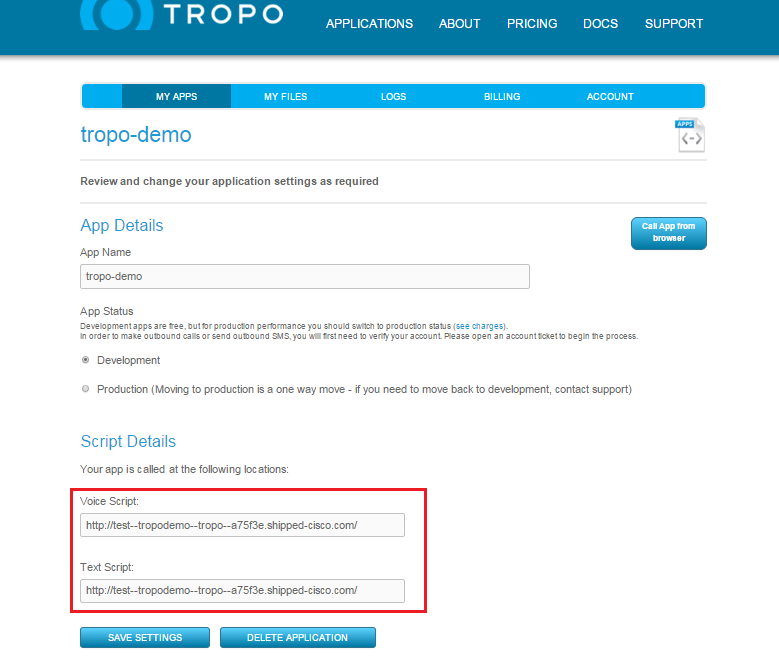 TROPO
APPLICATIONS ABOUT PRICING DOCS SUPPORT
MY APPS MY FILES LOGS BILLING ACCOUNT
tropo-demo
APPS
Review and change your application settings as required
App Details
Call App from
browser
App Name
tropo-demo
App Status
Development apps are free, but for production performance you should switch to production status (see charges).
In order to make outbound calls or send outbound SMS, you will first need to verify your account. Please open an account ticket to begin the process.
Development
Production (Moving to production is a one way move - if you need to move back to development, contact support)
Script Details
Your app is called at the following locations:
Voice Script:
http://test--tropodemo--tropo--a75f3e.shipped-cisco.com/
Text Script:
http://test--tropodemo--tropo--a75f3e.shipped-cisco.com/
SAVE SETTINGS DELETE APPLICATION